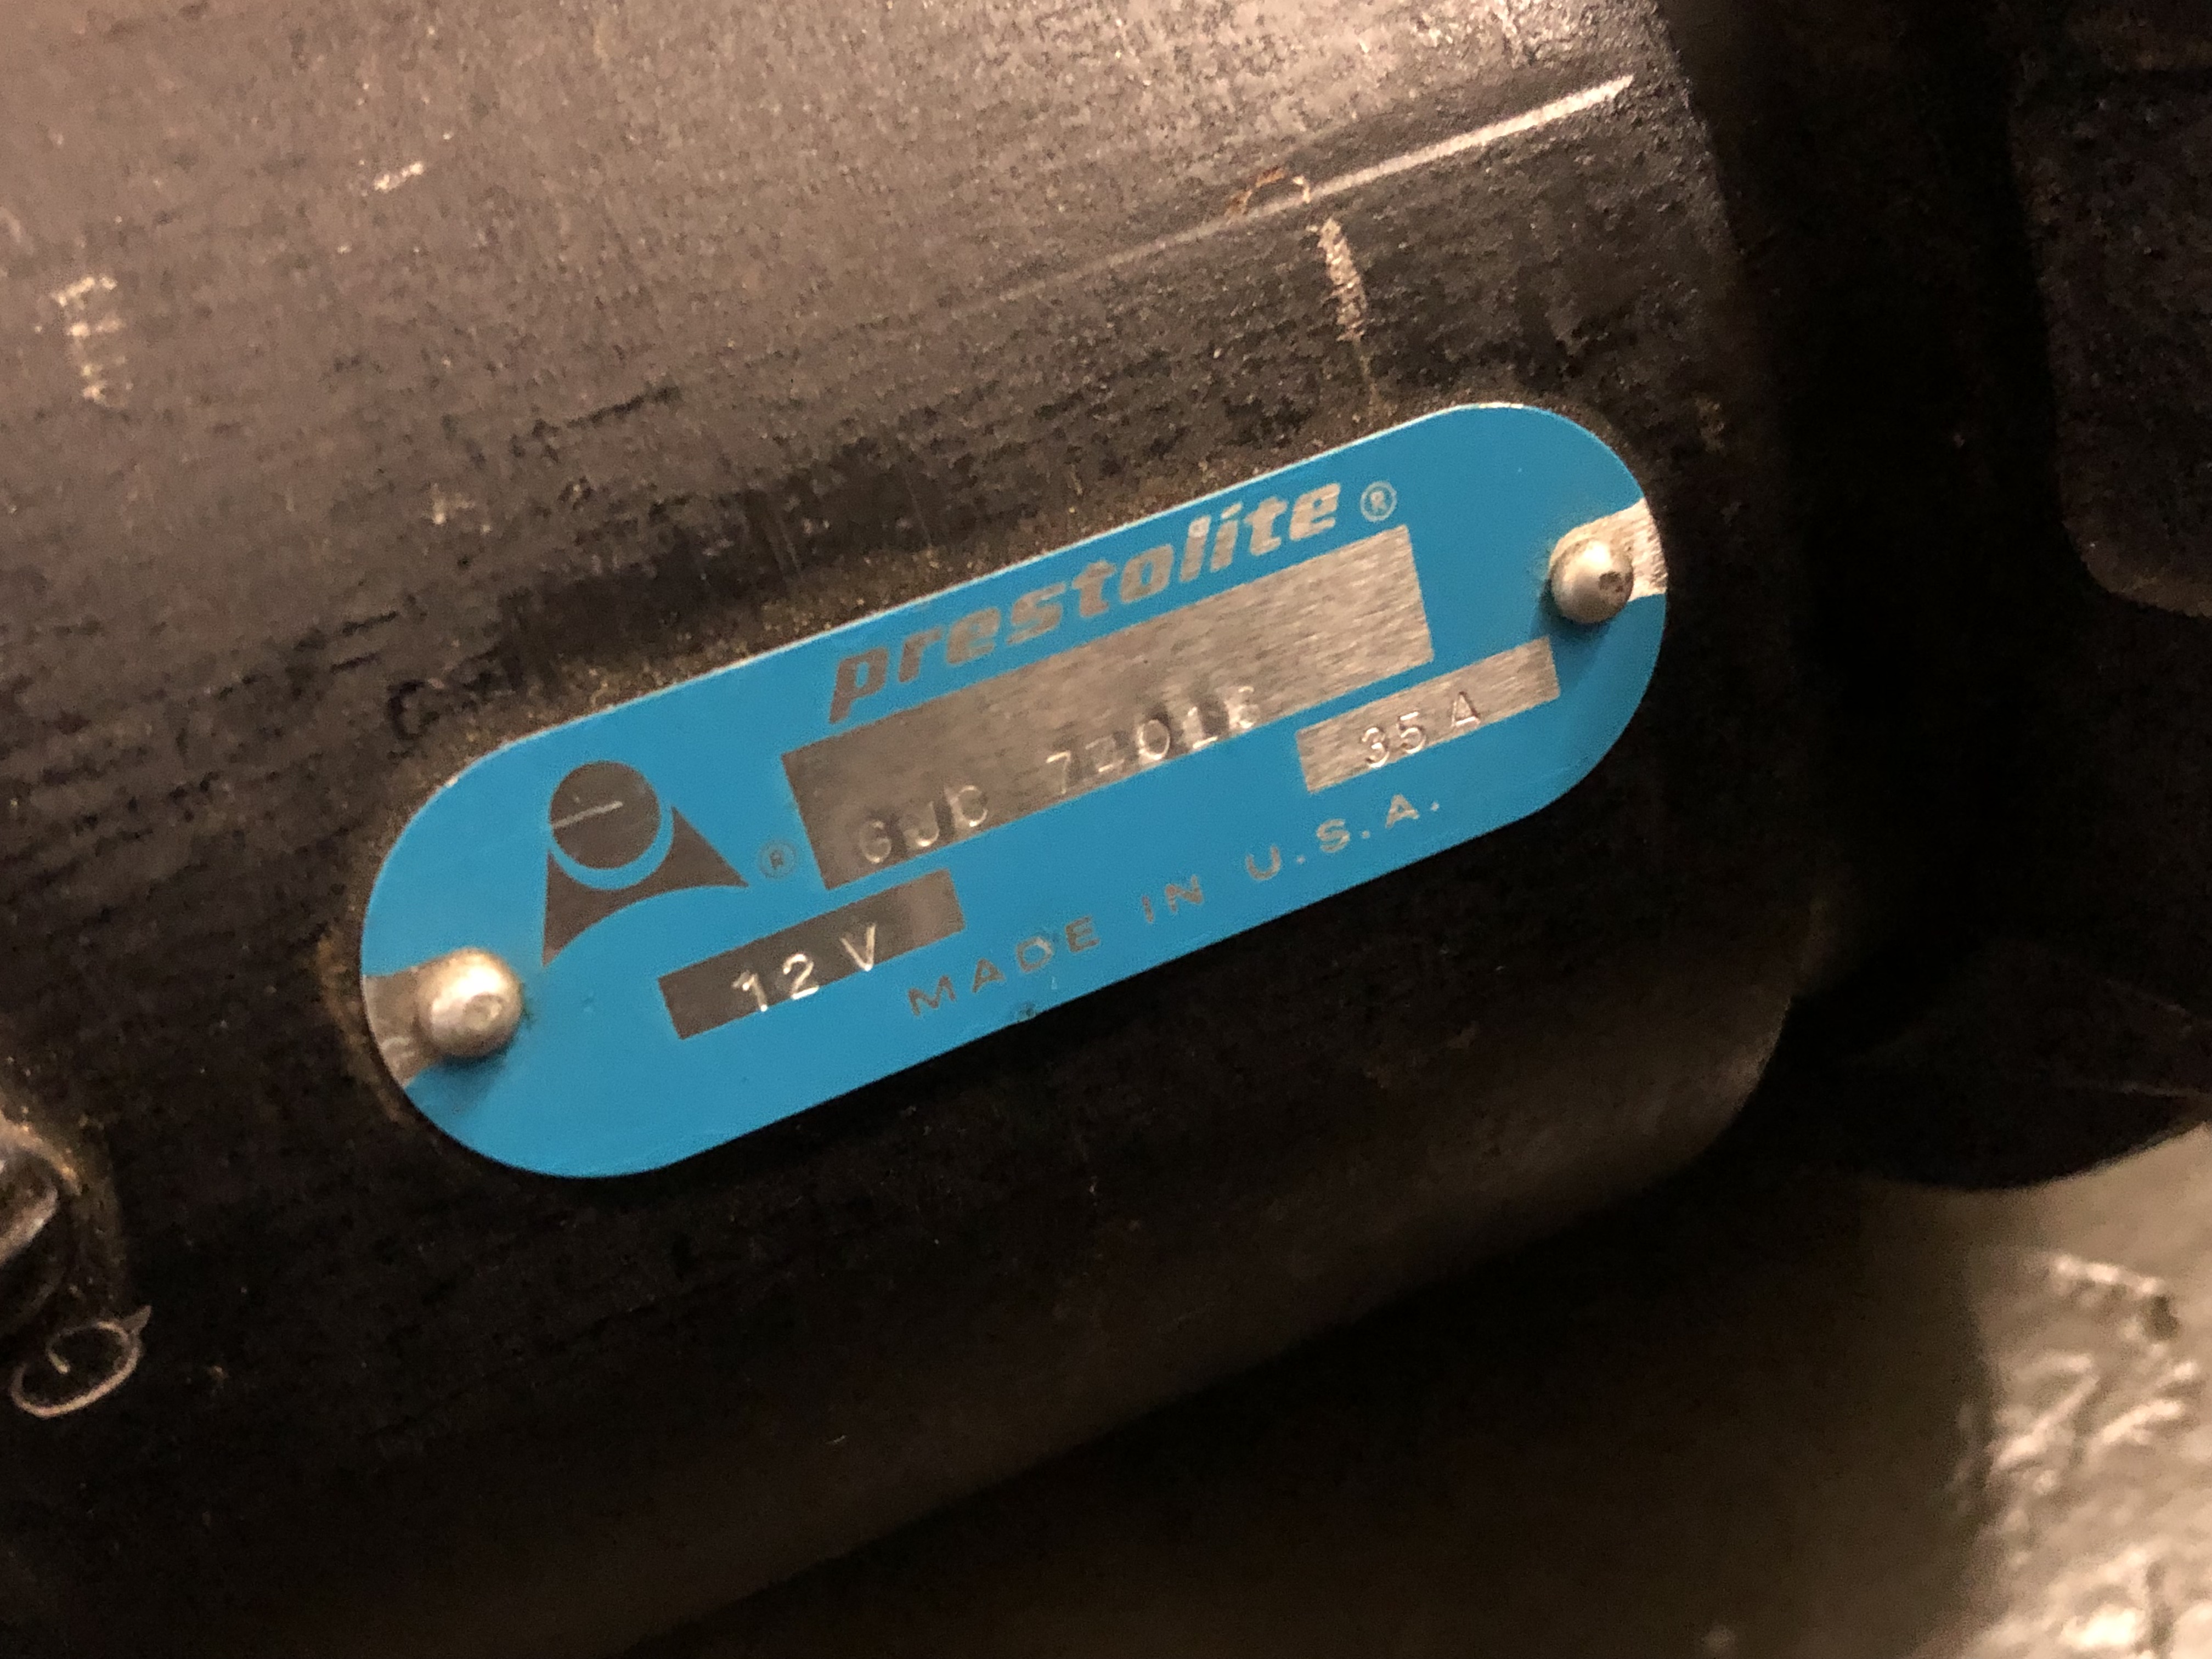 prestolite ®
®
12 V
35 A
MADE IN U.S.A.